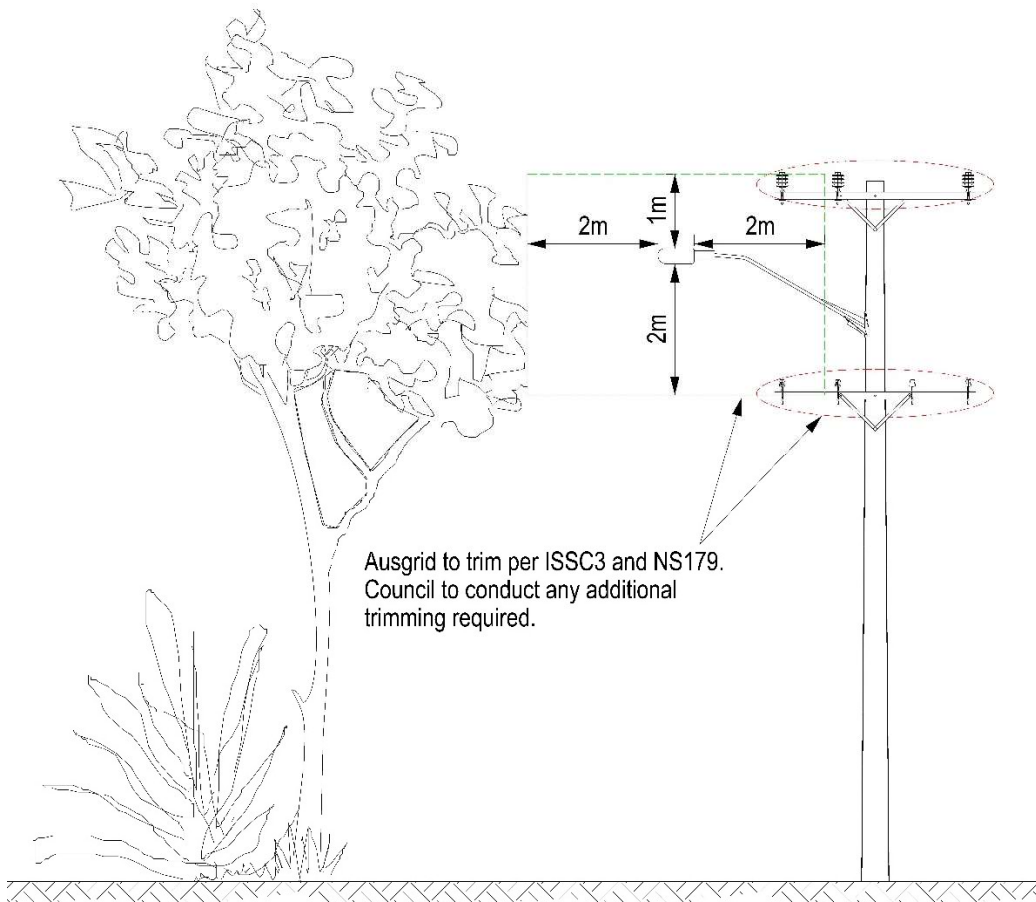 1m
2m
2m
2m
Ausgrid to trim per ISSC3 and NS179.
Council to conduct any additional
trimming required.